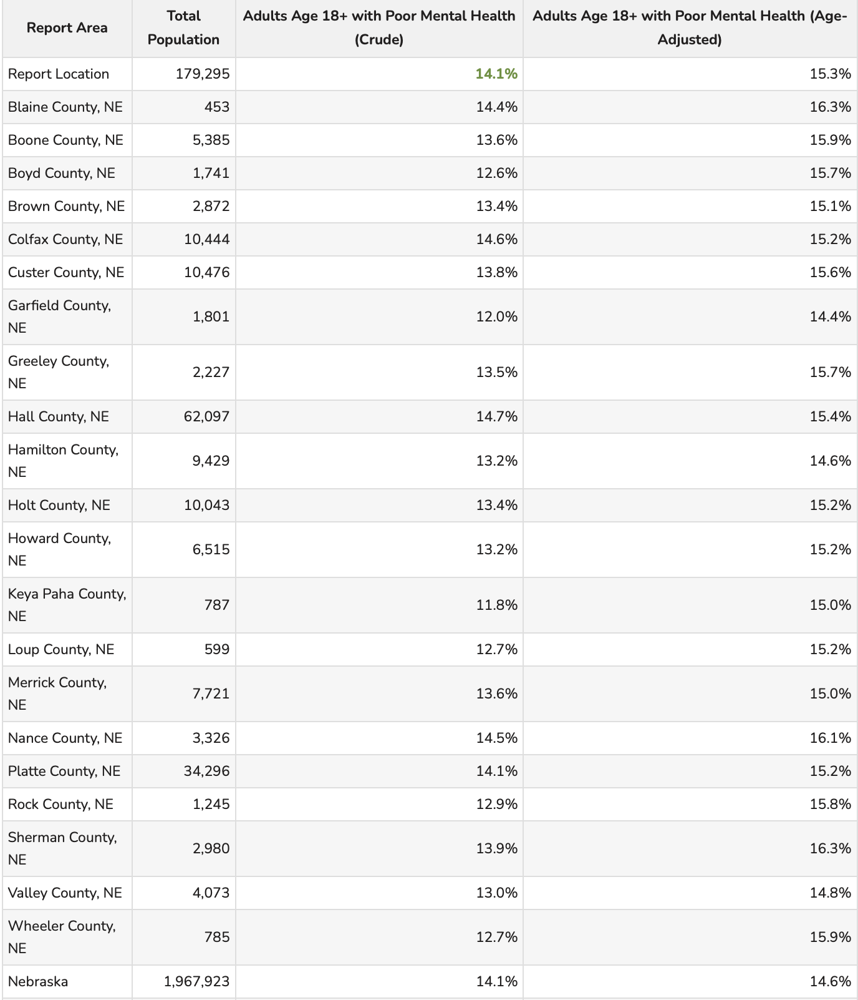 Report Area Total Population Adults Age 18+ with Poor Mental Health (Crude) Adults Age 18+ with Poor Mental Health (Age-Adjusted)
Report Location 179,295 14.1% 15.3%
Blaine County, NE 453 14.4% 16.3%
Boone County, NE 5,385 13.6% 15.9%
Boyd County, NE 1,741 12.6% 15.7%
Brown County, NE 2,872 13.4% 15.1%
Colfax County, NE 10,444 14.6% 15.2%
Custer County, NE 10,476 13.8% 15.6%
Garfield County, NE 1,801 12.0% 14.4%
Greeley County, NE 2,227 13.5% 15.7%
Hall County, NE 62,097 14.7% 15.4%
Hamilton County, NE 9,429 13.2% 14.6%
Holt County, NE 10,043 13.4% 15.2%
Howard County, NE 6,515 13.2% 15.2%
Keya Paha County, NE 787 11.8% 15.0%
Loup County, NE 599 12.7% 15.2%
Merrick County, NE 7,721 13.6% 15.0%
Nance County, NE 3,326 14.5% 16.1%
Platte County, NE 34,296 14.1% 15.2%
Rock County, NE 1,245 12.9% 15.8%
Sherman County, NE 2,980 13.9% 16.3%
Valley County, NE 4,073 13.0% 14.8%
Wheeler County, NE 785 12.7% 15.9%
Nebraska 1,967,923 14.1% 14.6%